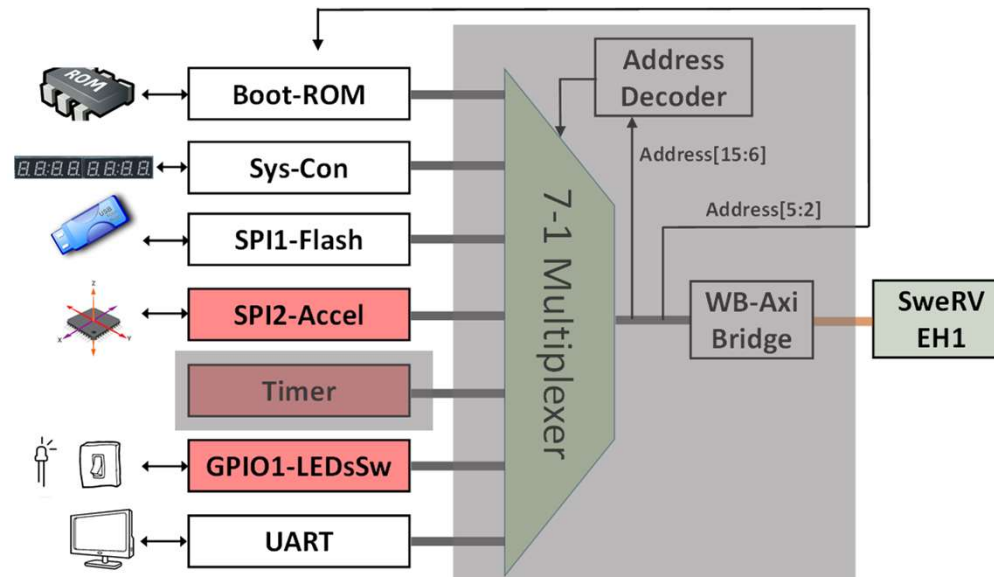 ROM
Boot-ROM
Address
Decoder
Address[15:6]
8.8.8.8 8.8.8.8
Sys-Con
Address[5:2]
USB
SPI1-Flash
7-1 Multiplexer
Z
X
Y
SPI2-Accel
WB-Axi
Bridge
SweRV
EH1
Timer
GPIO1-LEDsSw
UART